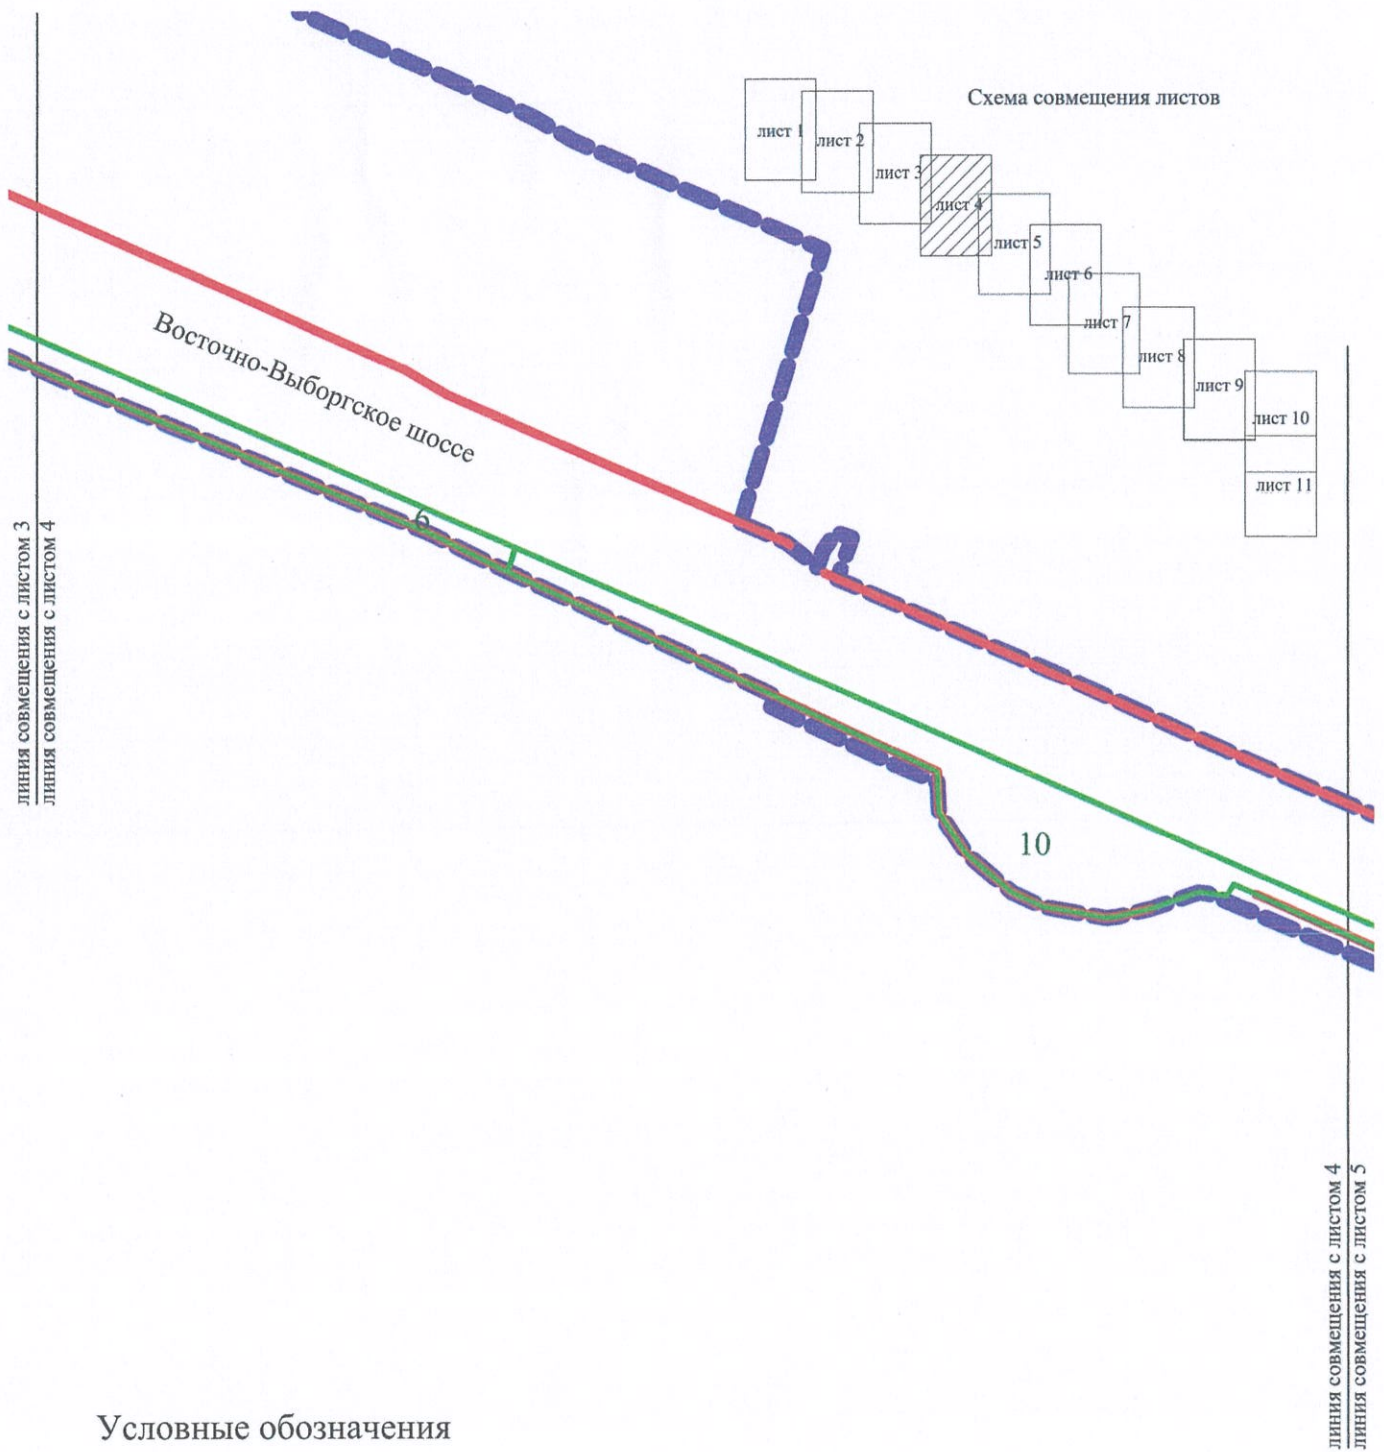 Схема совмещения листов
лист 1
лист 2
лист 3
лист 4
лист 5
лист 6
лист 7
лист 8
лист 9
лист 10
лист 11
Восточно-Выборгское шоссе
6
10
линия совмещения с листом 3
линия совмещения с листом 4
линия совмещения с листом 4
линия совмещения с листом 5
Условные обозначения